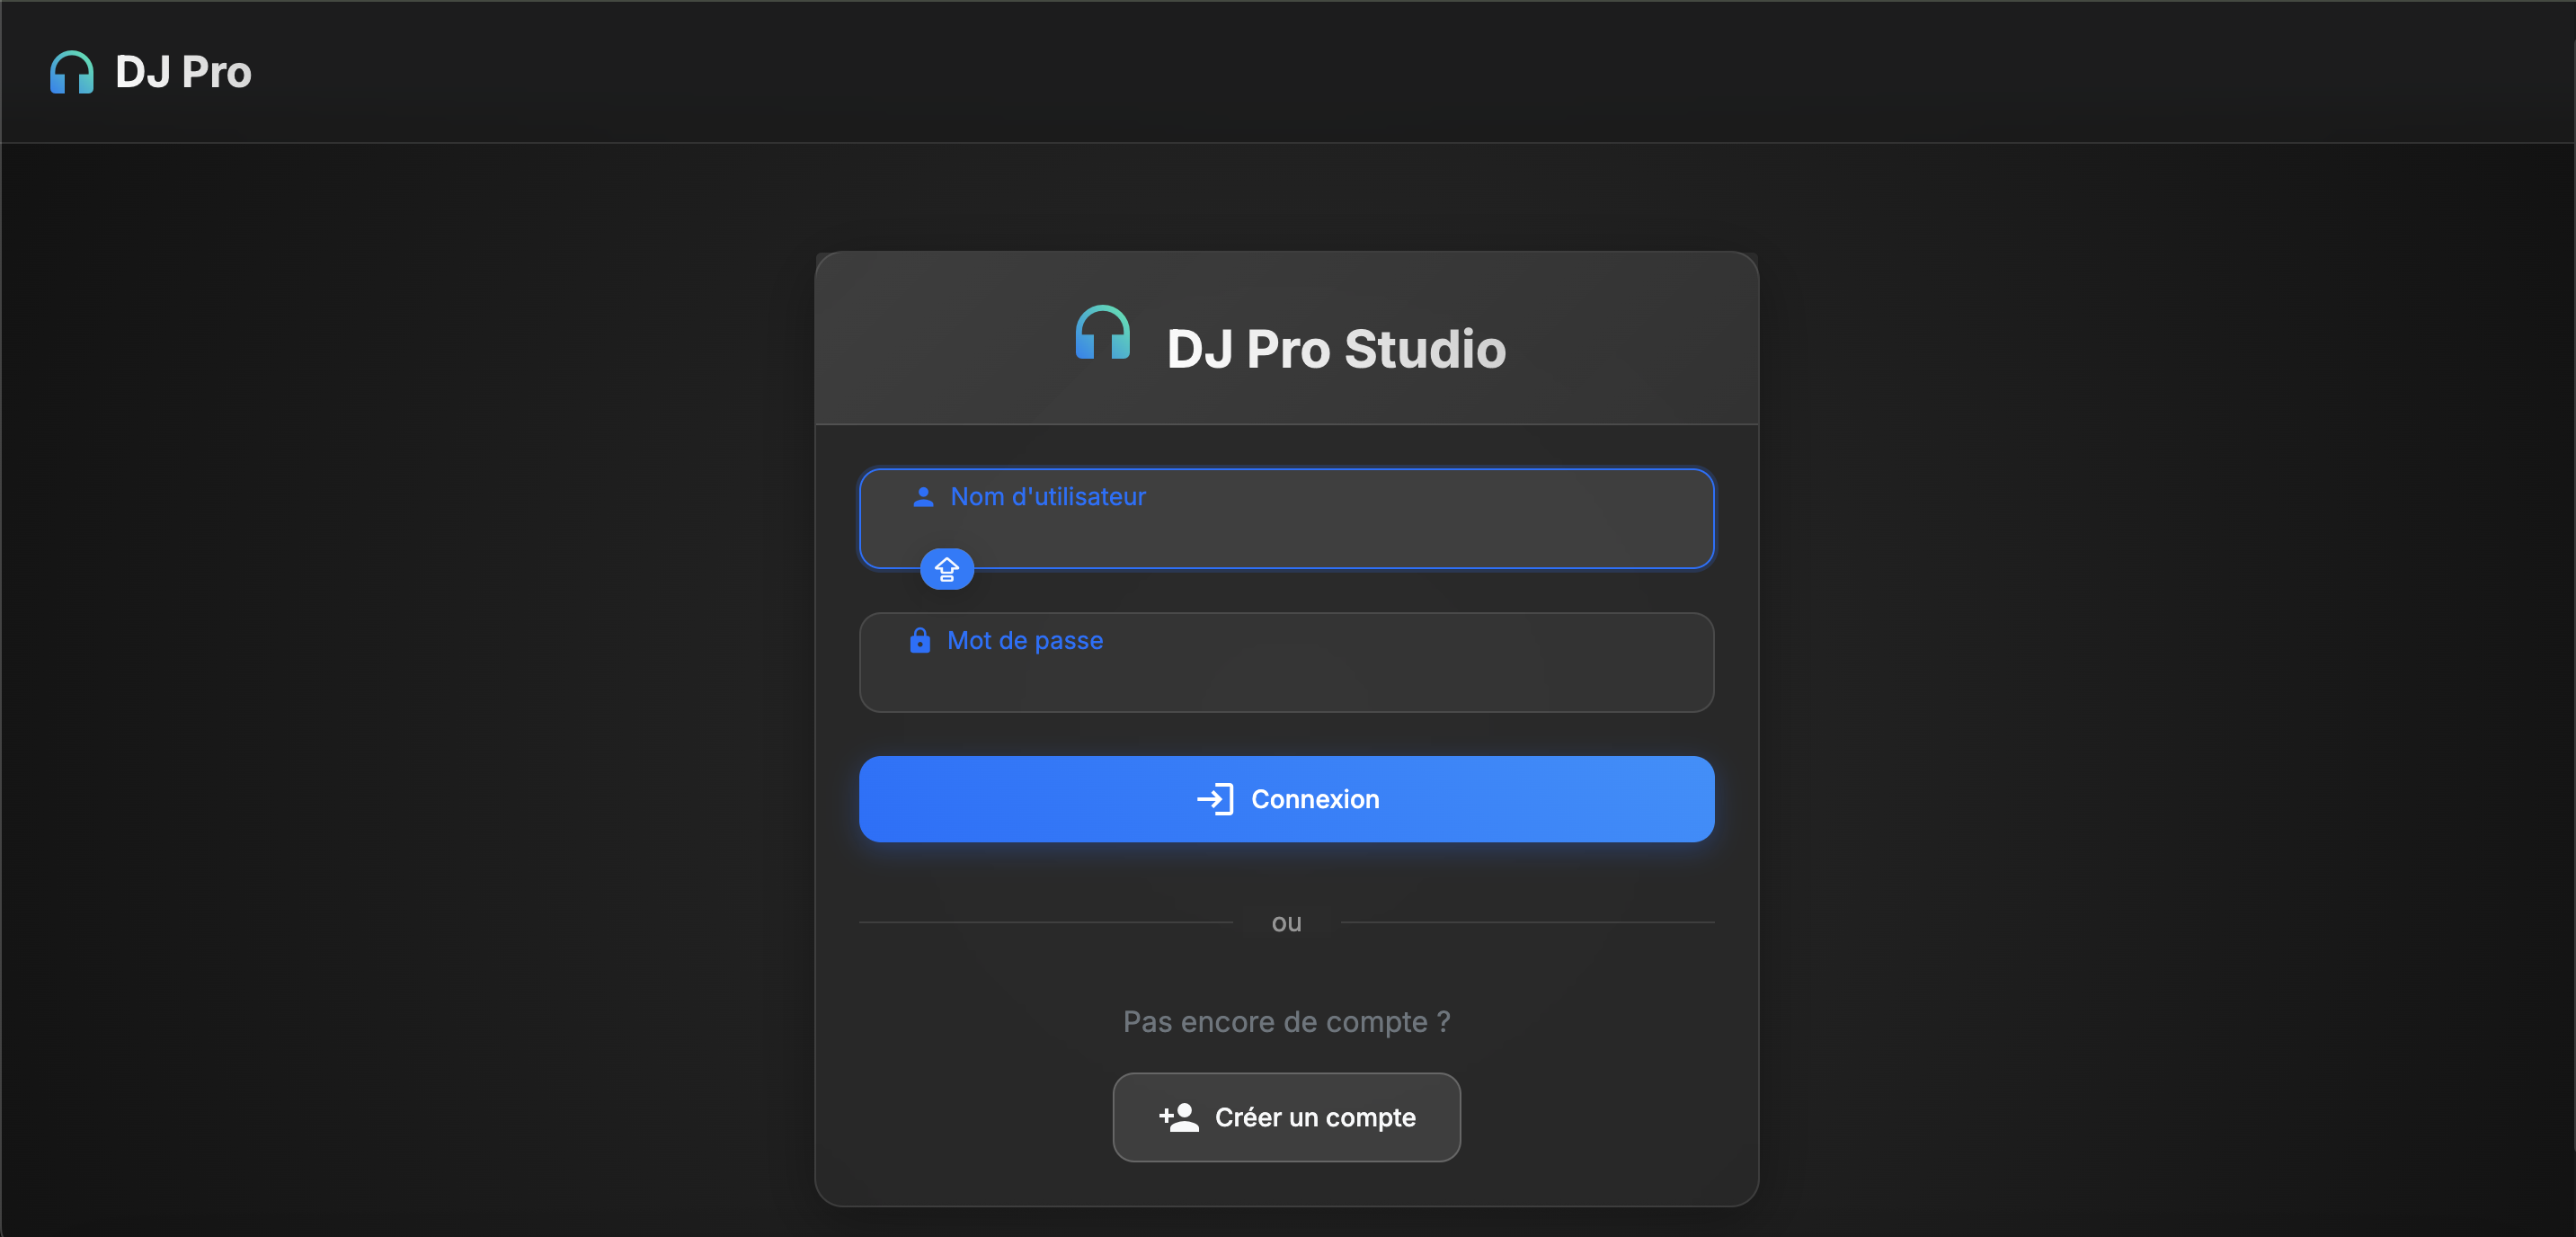 DJ Pro
DJ Pro Studio
Nom d'utilisateur
Mot de passe
Connexion
ou
Pas encore de compte ?
Créer un compte